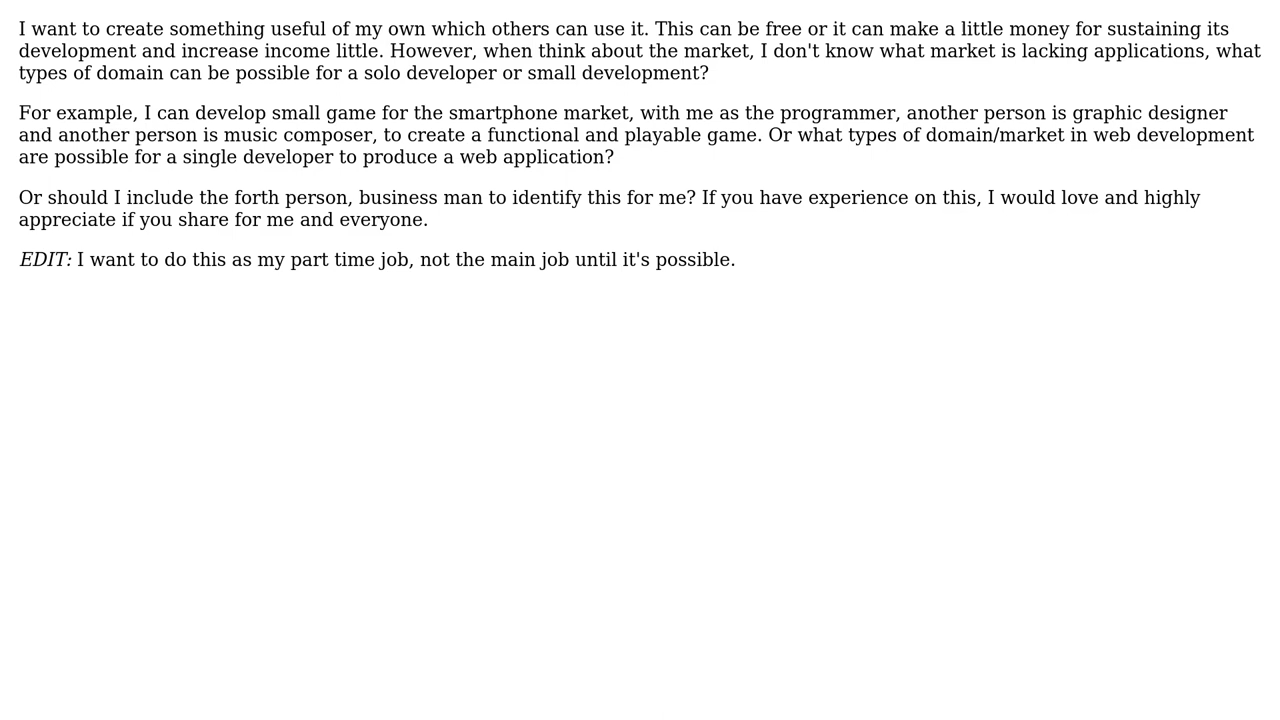 I want to create something useful of my own which others can use it. This can be free or it can make a little money for sustaining its
development and increase income little. However, when think about the market, I don't know what market is lacking applications, what
types of domain can be possible for a solo developer or small development?
For example, I can develop small game for the smartphone market, with me as the programmer, another person is graphic designer
and another person is music composer, to create a functional and playable game. Or what types of domain/market in web development
are possible for a single developer to produce a web application?
Or should I include the forth person, business man to identify this for me? If you have experience on this, I would love and highly
appreciate if you share for me and everyone.
EDIT: I want to do this as my part time job, not the main job until it's possible.